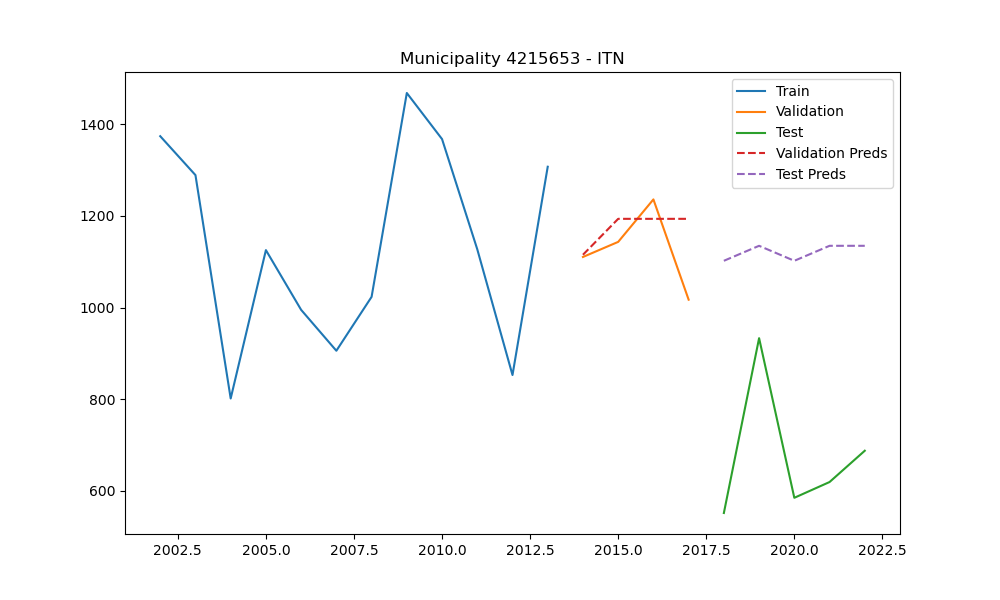 Municipality 4215653 - ITN
Train
Validation
Test
Validation Preds
Test Preds
1400
1200
1000
800
600
2002.5 2005.0 2007.5 2010.0 2012.5 2015.0 2017.5 2020.0 2022.5